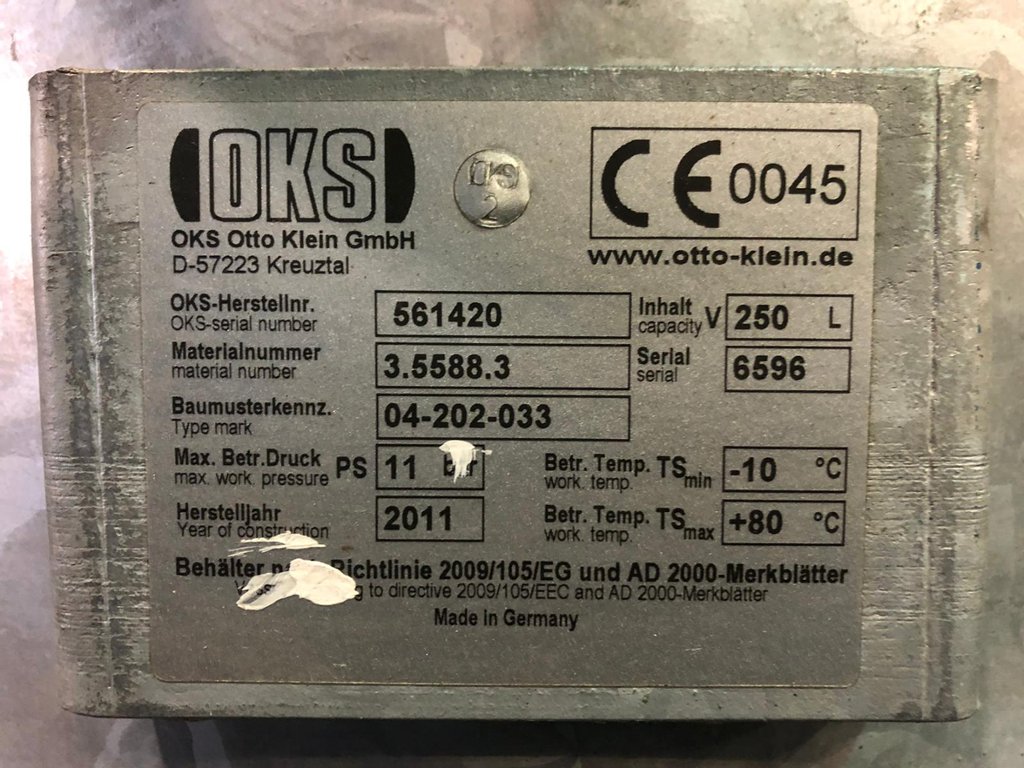 OKS
OKS
2
CE 0045
OKS Otto Klein GmbH
D-57223 Kreuztal
www.otto-klein.de
OKS-Herstellnr.
OKS-serial number
561420
Inhalt
capacity
V 250 L
Materialnummer
material number
3.5588.3
Serial
serial
6596
Baumusterkennz.
Type mark
04-202-033
Max. Betr.Druck
max. work. pressure
PS 11 bar
Betr. Temp. TSmin
work. temp.
-10 °C
Herstelljahr
Year of construction
2011
Betr. Temp. TSmax
work. temp.
+80 °C
Behälter Richtlinie 2009/105/EG und AD 2000-Merkblätter
to directive 2009/105/EEC and AD 2000-Merkblätter
Made in Germany